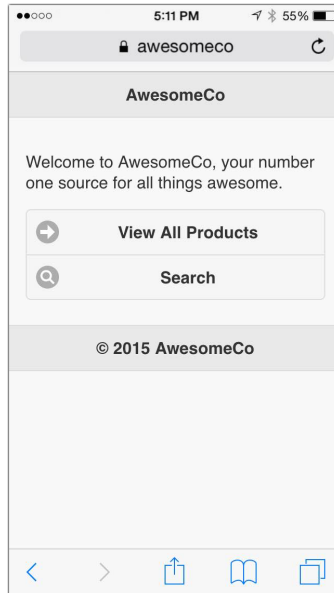 5:11 PM
55%
awesomeco
AwesomeCo
Welcome to AwesomeCo, your number
one source for all things awesome.
View All Products
Search
© 2015 AwesomeCo